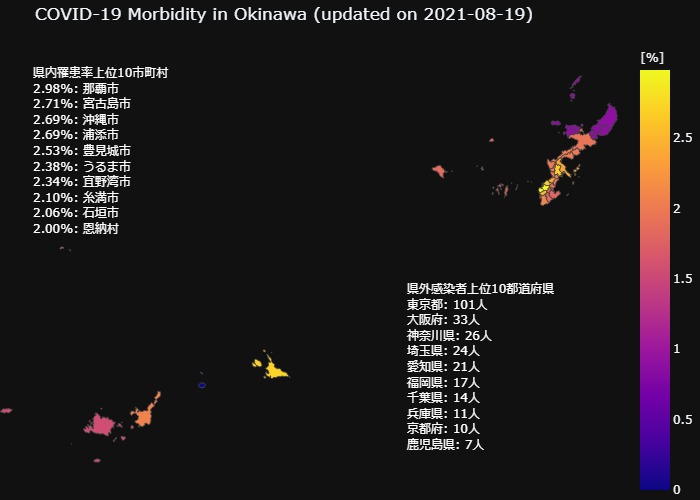 COVID-19 Morbidity in Okinawa (updated on 2021-08-19)
県内罹患率上位10市町村
2.98%: 那覇市
2.71%: 宮古島市
2.69%: 沖縄市
2.69%: 浦添市
2.53%: 豊見城市
2.38%: うるま市
2.34%: 宜野湾市
2.10%: 糸満市
2.06%: 石垣市
2.00%: 恩納村
県外感染者上位10都道府県
東京都: 101人
大阪府: 33人
神奈川県: 26人
埼玉県: 24人
愛知県: 21人
福岡県: 17人
千葉県: 14人
兵庫県: 11人
京都府: 10人
鹿児島県: 7人
[%]
2.5
2
1.5
1
0.5
0